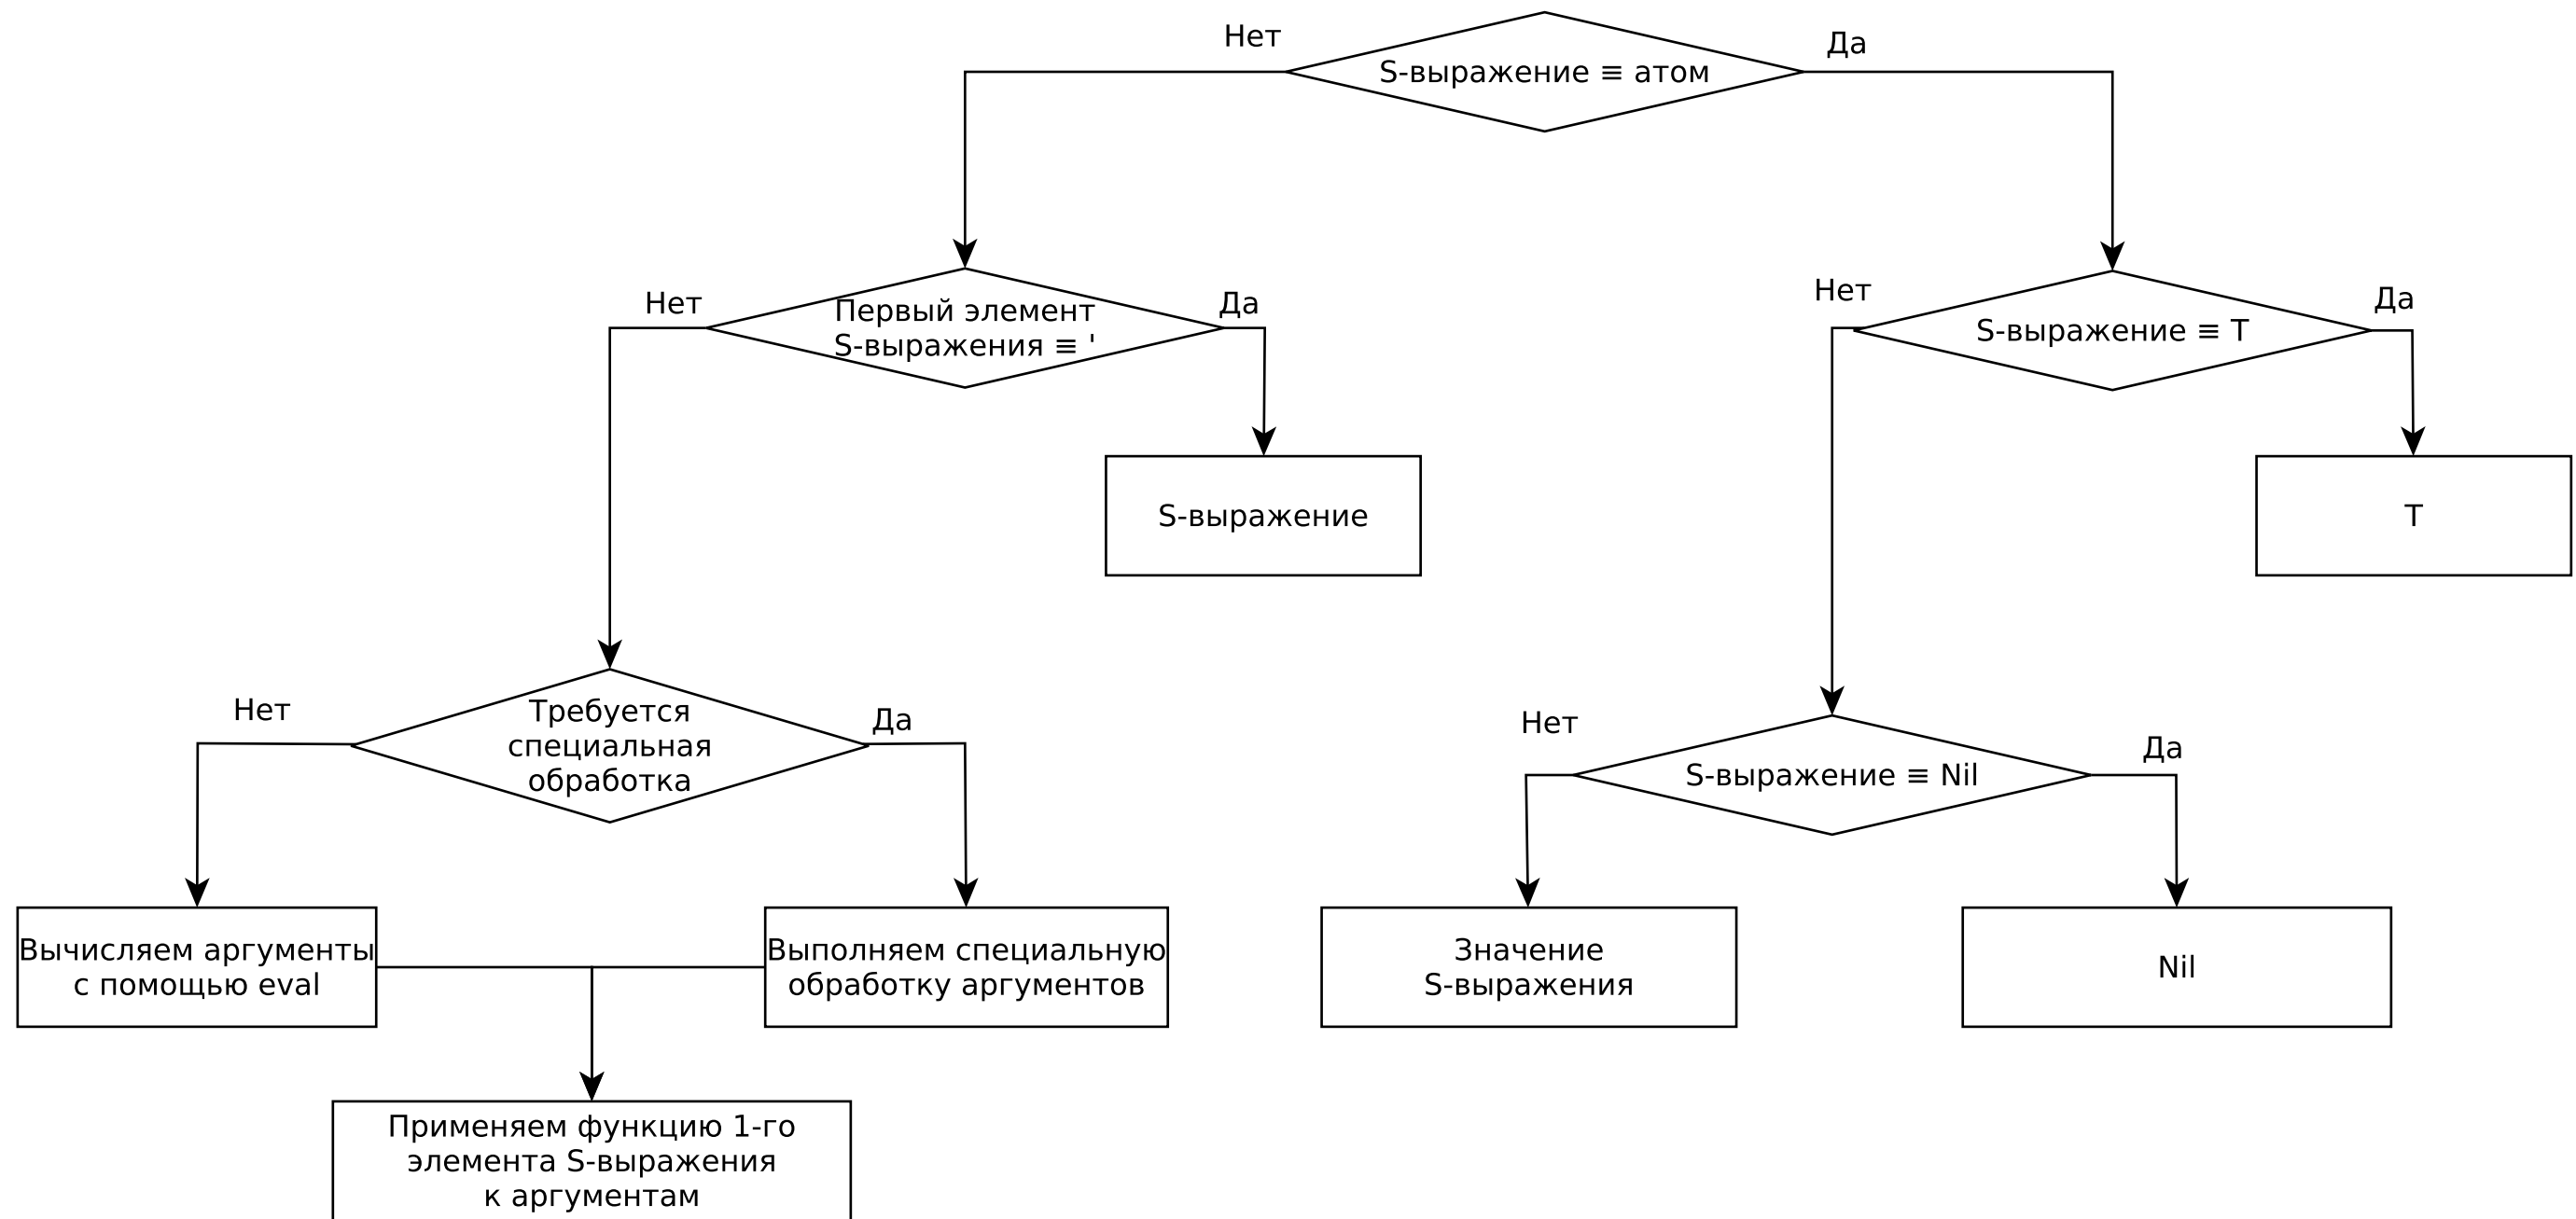 Нет
S-выражение ≡ атом
Да
Нет
Первый элемент
S-выражения ≡ '
Да
Нет
S-выражение ≡ T
Да
S-выражение
T
Нет
Требуется
специальная
обработка
Да
Нет
S-выражение ≡ Nil
Да
Вычисляем аргументы
с помощью eval
Выполняем специальную
обработку аргументов
Значение
S-выражения
Nil
Применяем функцию 1-го
элемента S-выражения
к аргументам